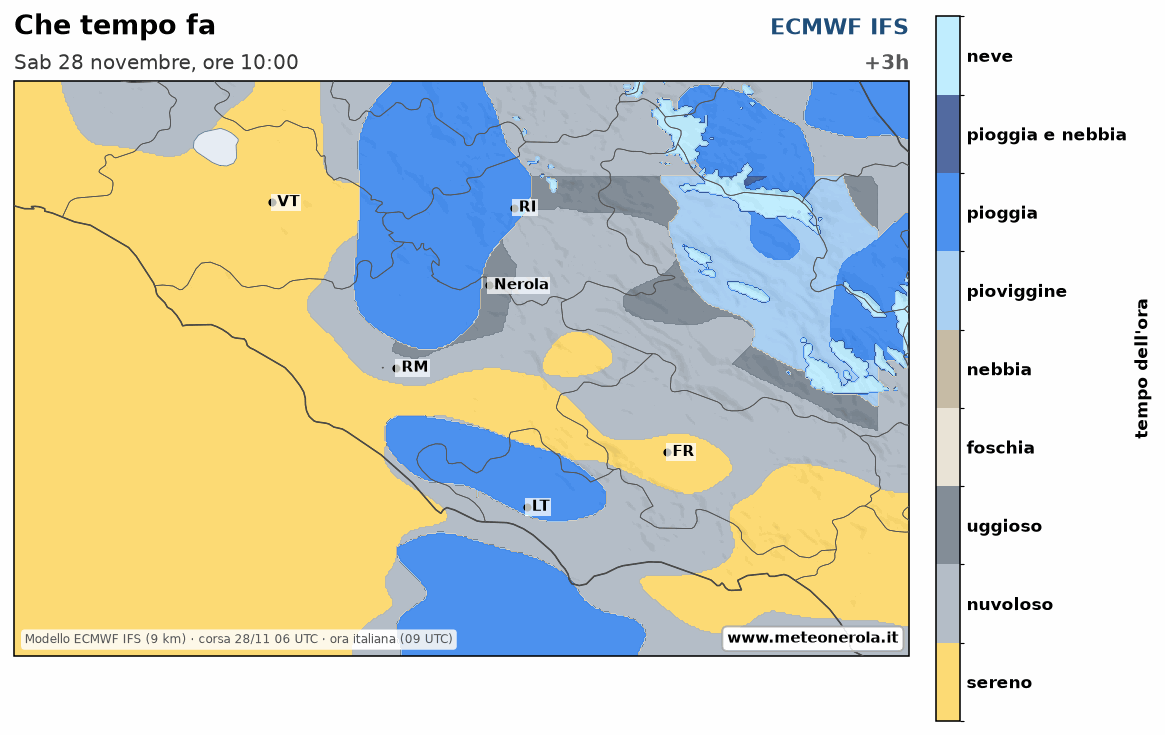 Che tempo fa
ECMWF IFS
Sab 28 novembre, ore 10:00
+3h
VT
RI
Nerola
RM
FR
LT
Modello ECMWF IFS (9 km) · corsa 28/11 06 UTC · ora italiana (09 UTC)
www.meteonerola.it
neve
pioggia e nebbia
pioggia
pioviggine
nebbia
foschia
uggioso
nuvoloso
sereno
tempo dell'ora